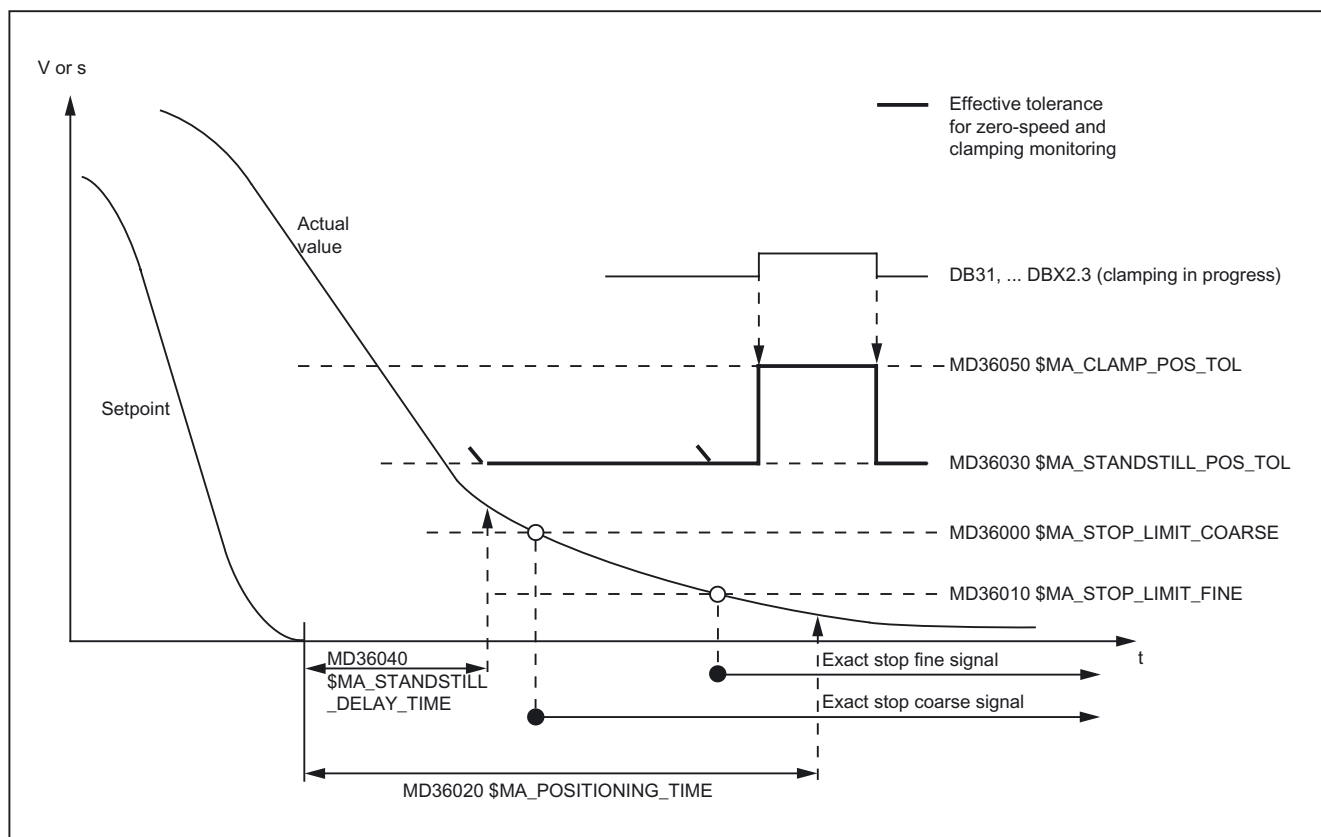 V or s
Effective tolerance
for zero-speed and
clamping monitoring
Actual
value
DB31, ... DBX2.3 (clamping in progress)
MD36050 $MA_CLAMP_POS_TOL
Setpoint
MD36030 $MA_STANDSTILL_POS_TOL
MD36000 $MA_STOP_LIMIT_COARSE
MD36010 $MA_STOP_LIMIT_FINE
t
MD36040
$MA_STANDSTILL
_DELAY_TIME
Exact stop fine signal
Exact stop coarse signal
MD36020 $MA_POSITIONING_TIME